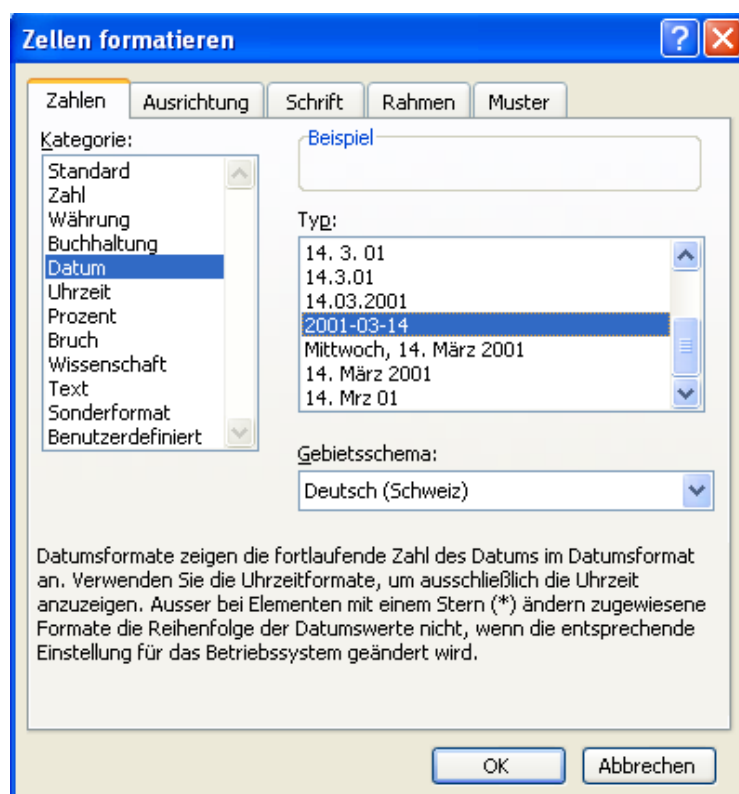 Zellen formatieren
Zahlen Ausrichtung Schrift Rahmen Muster
Kategorie:
Standard
Zahl
Währung
Buchhaltung
Datum
Uhrzeit
Prozent
Bruch
Wissenschaft
Text
Sonderformat
Benutzerdefiniert
Beispiel
Typ:
14. 3. 01
14.3.01
14.03.2001
2001-03-14
Mittwoch, 14. März 2001
14. März 2001
14. Mrz 01
Gebietsschema:
Deutsch (Schweiz)
Datumsformate zeigen die fortlaufende Zahl des Datums im Datumsformat
an. Verwenden Sie die Uhrzeitformate, um ausschließlich die Uhrzeit
anzuzeigen. Ausser bei Elementen mit einem Stern (*) ändern zugewiesene
Formate die Reihenfolge der Datumswerte nicht, wenn die entsprechende
Einstellung für das Betriebssystem geändert wird.
OK Abbrechen